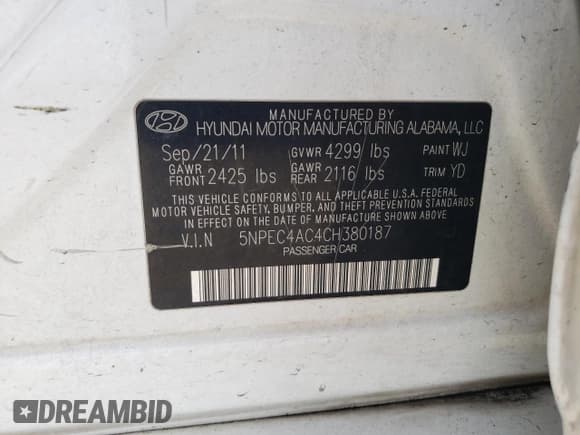 MANUFACTURED BY
HYUNDAI MOTOR MANUFACTURING ALABAMA, LLC
Sep/21/11 GVWR 4299 lbs PAINT WJ
GAWR FRONT 2425 lbs GAWR REAR 2116 lbs TRIM YD
THIS VEHICLE CONFORMS TO ALL APPLICABLE U.S.A. FEDERAL
MOTOR VEHICLE SAFETY, BUMPER, AND THEFT PREVENTION STANDARDS
IN EFFECT ON THE DATE OF MANUFACTURE SHOWN ABOVE.
V.I.N 5NPEC4AC4CH380187
PASSENGER CAR
DREAMBID